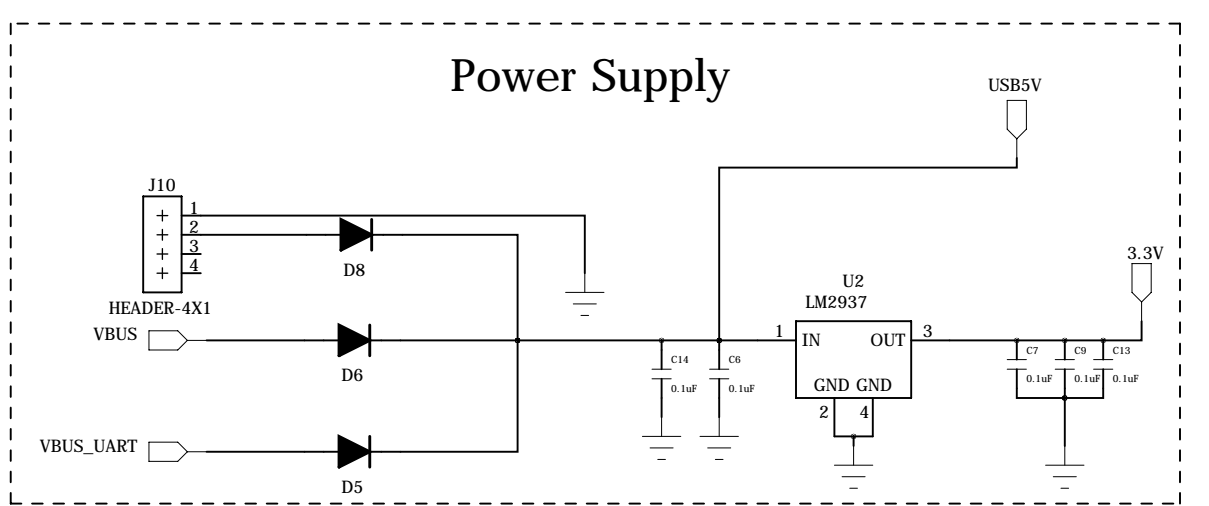 Power Supply
USB5V
J10
1
2
3
4
D8
HEADER-4X1
VBUS
D6
VBUS_UART
D5
C14
0.1uF
C6
0.1uF
U2
LM2937
1
IN
OUT
3
GND GND
2
4
3.3V
C7
0.1uF
C9
0.1uF
C13
0.1uF